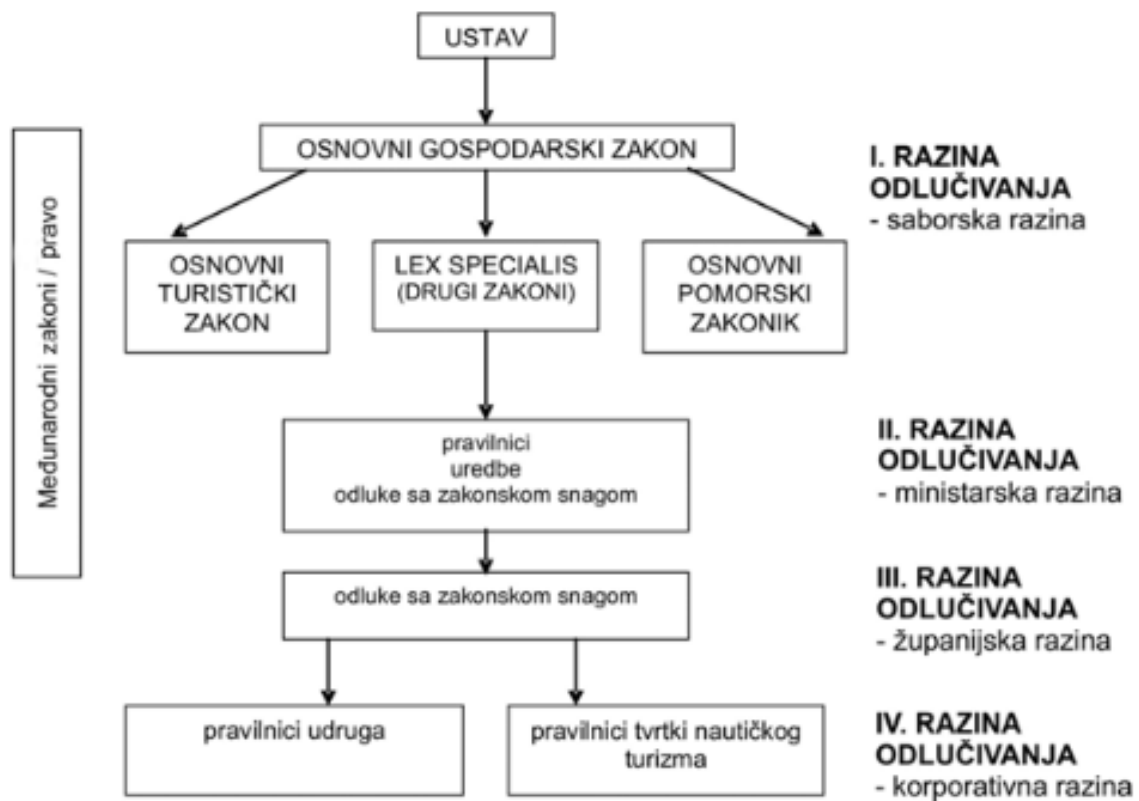 USTAV
Međunarodni zakoni / pravo
OSNOVNI GOSPODARSKI ZAKON
I. RAZINA
ODLUČIVANJA
- saborska razina
OSNOVNI
TURISTIČKI
ZAKON
LEX SPECIALIS
(DRUGI ZAKONI)
OSNOVNI
POMORSKI
ZAKONIK
pravilnici
uredbe
odluke sa zakonskom snagom
II. RAZINA
ODLUČIVANJA
- ministarska razina
odluke sa zakonskom snagom
III. RAZINA
ODLUČIVANJA
- županijska razina
pravilnici udruga
pravilnici tvrtki nautičkog
turizma
IV. RAZINA
ODLUČIVANJA
- korporativna razina